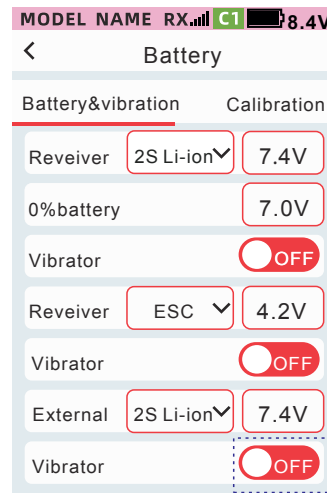 MODEL NAME RX C1 8.4V
< Battery
Battery&vibration Calibration
Reveiver 2S Li-ion 7.4V
0%battery 7.0V
Vibrator OFF
Reveiver ESC 4.2V
Vibrator OFF
External 2S Li-ion 7.4V
Vibrator OFF